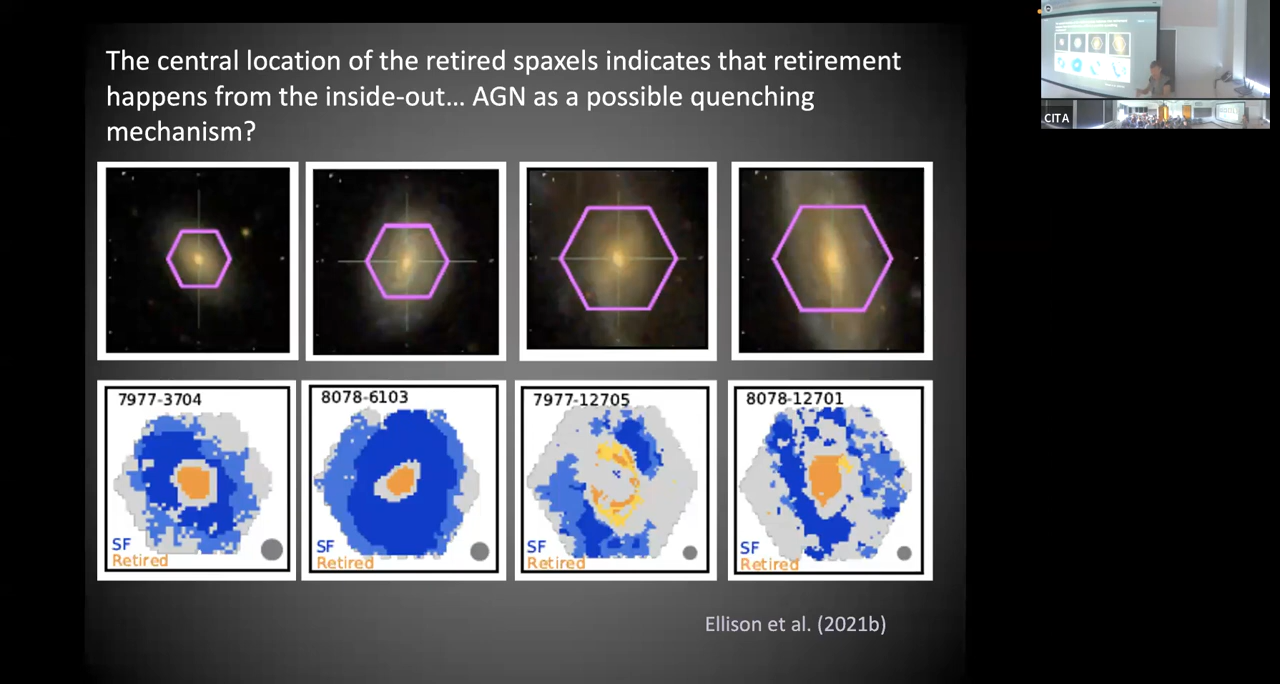 The central location of the retired spaxels indicates that retirement
happens from the inside-out... AGN as a possible quenching
mechanism?
7977-3704
SF
Retired
8078-6103
SF
Retired
7977-12705
SF
Retired
8078-12701
SF
Retired
Ellison et al. (2021b)
CITA